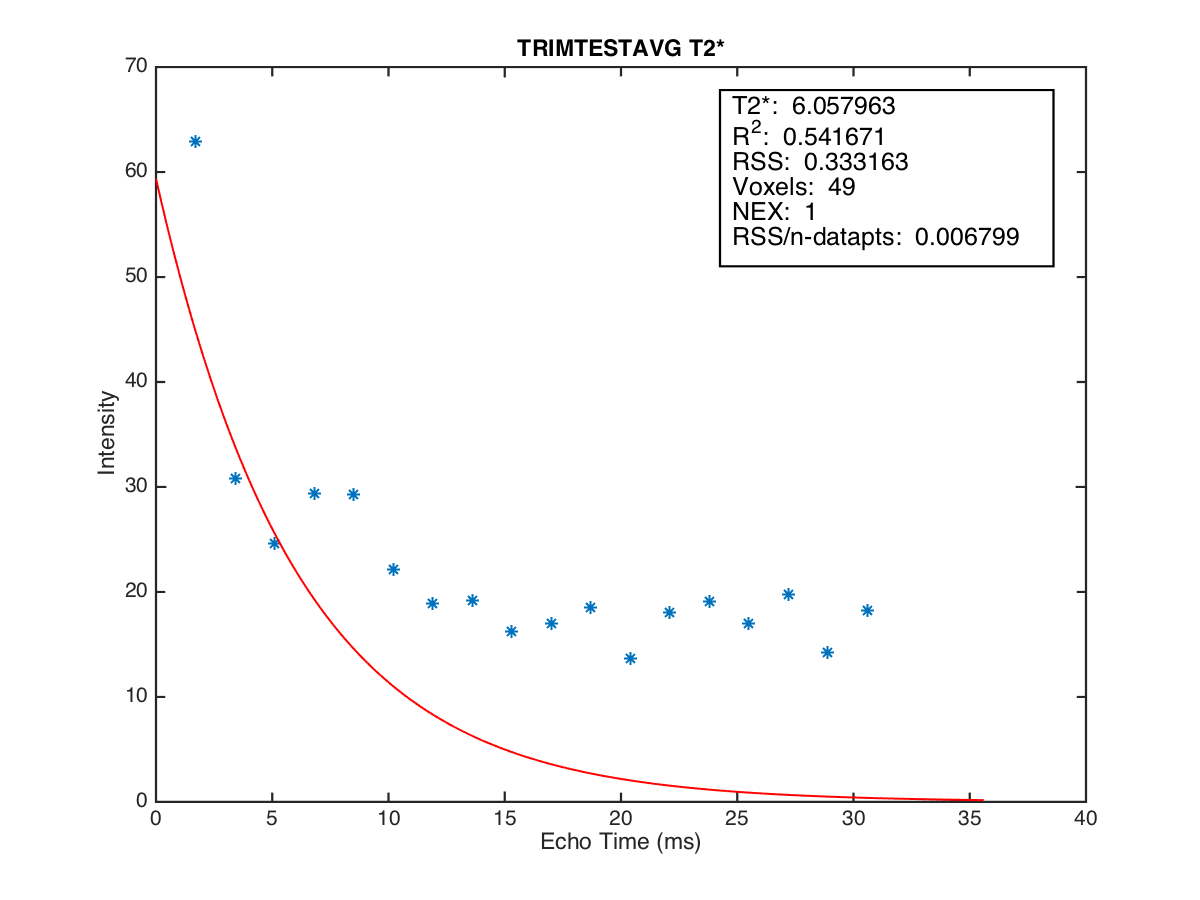 TRIMTESTAVG T2*
70
60
50
40
30
20
10
0
Intensity
T2*: 6.057963
R²: 0.541671
RSS: 0.333163
Voxels: 49
NEX: 1
RSS/n-datapts: 0.006799
0 5 10 15 20 25 30 35 40
Echo Time (ms)